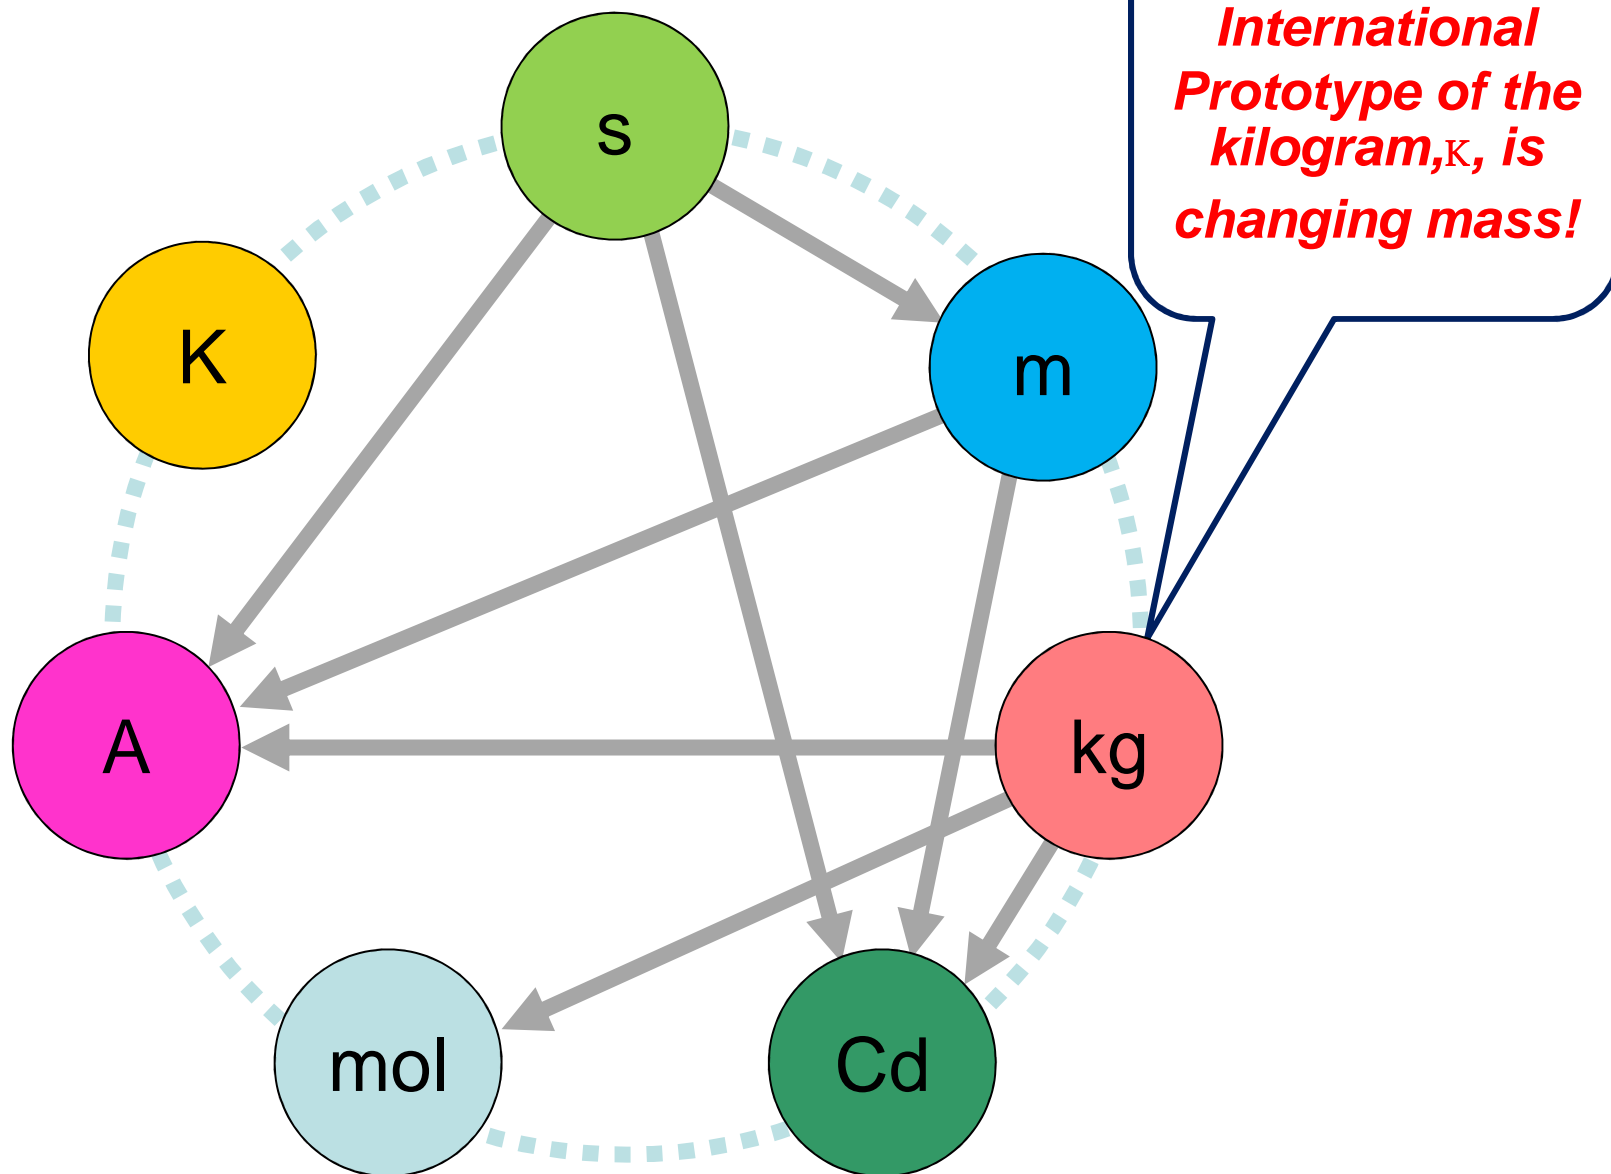 International
Prototype of the
kilogram,K, is
changing mass!
s
K
m
A
kg
mol
Cd